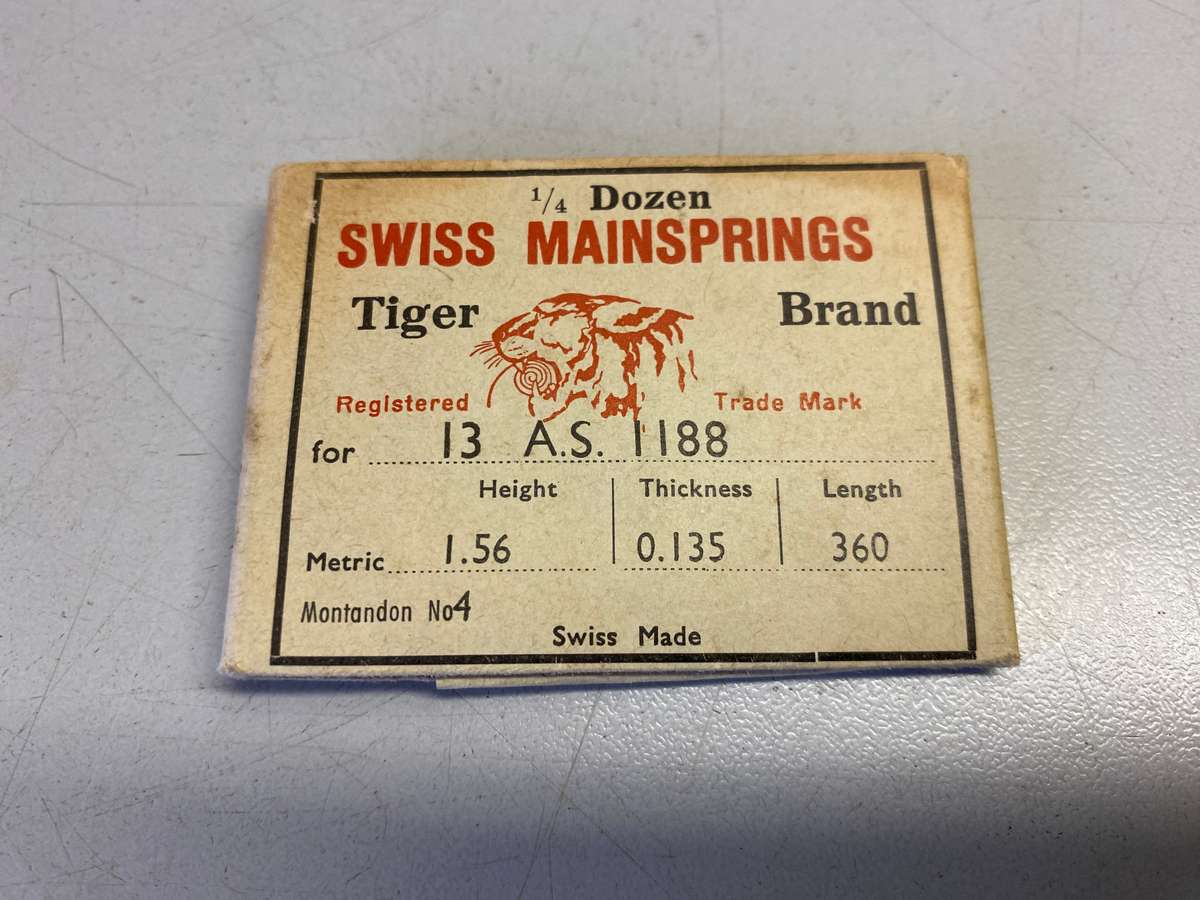 1/4 Dozen
SWISS MAINSPRINGS
Tiger Brand
Registered Trade Mark
for 13 A.S. 1188
Height Thickness Length
Metric 1.56 0.135 360
Montandon No4
Swiss Made